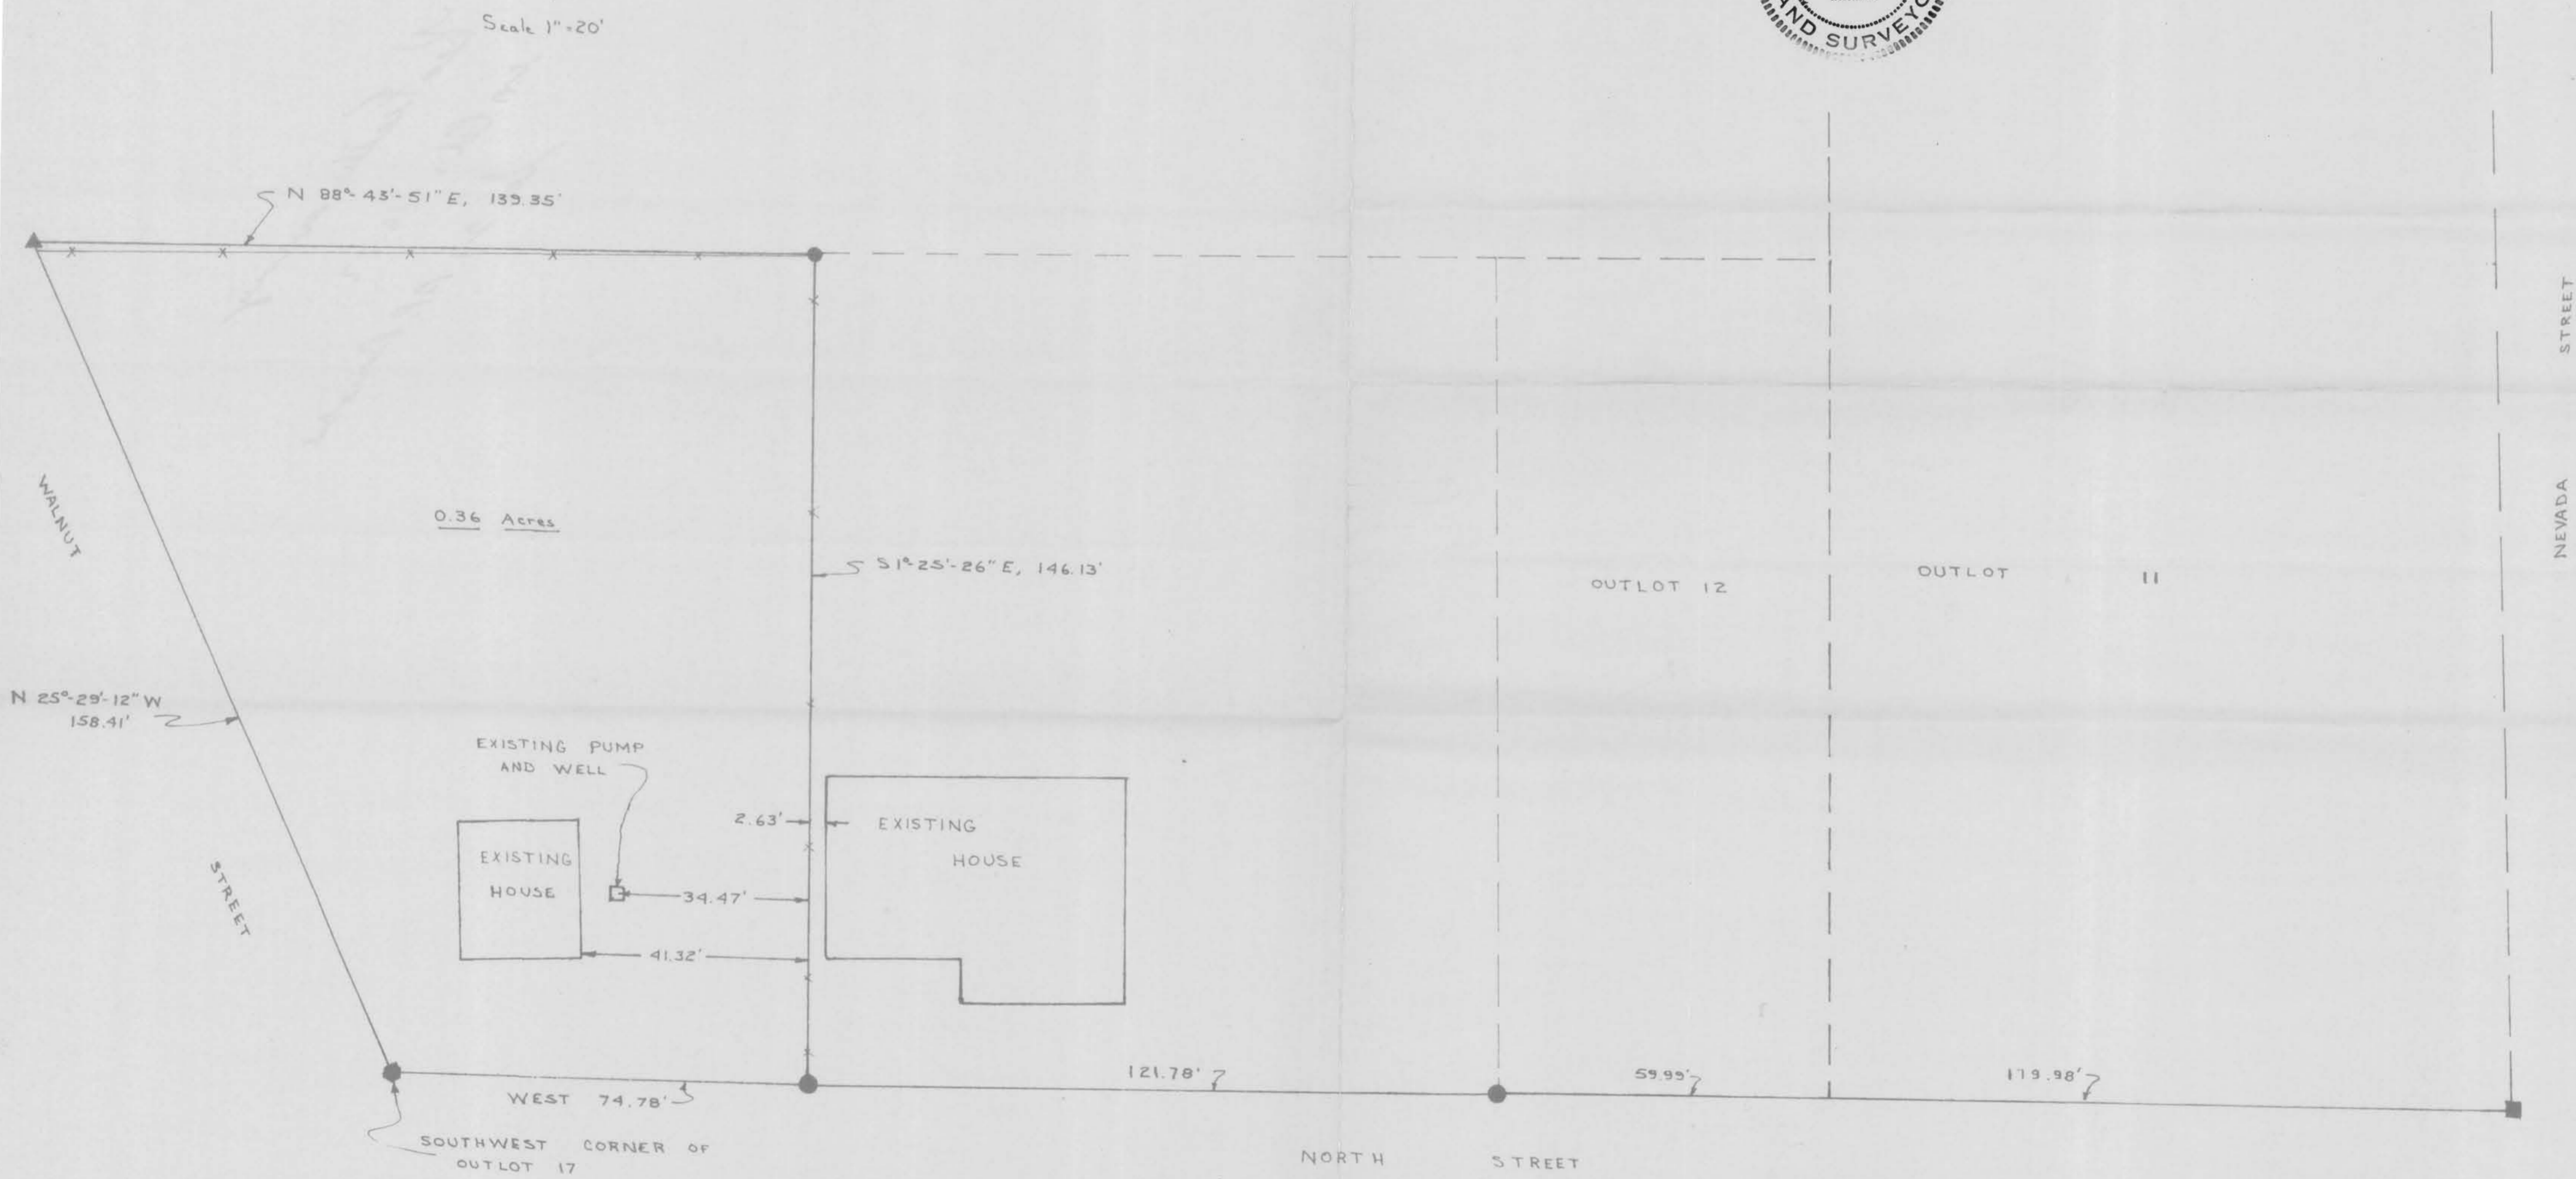 Scale 1"=20'
AND SURVEYO
N 88°-43'-51" E, 139.35'
STREET
NEVADA
WALNUT
0.36 Acres
S 1°-25'-26" E, 146.13'
OUTLOT 12
OUTLOT 11
N 25°-29'-12" W
158.41'
EXISTING PUMP
AND WELL
2.63'
EXISTING
HOUSE
EXISTING
HOUSE
34.47'
STREET
41.32'
121.78'
59.99'
179.98'
WEST 74.78'
SOUTHWEST CORNER OF
OUTLOT 17
NORTH STREET